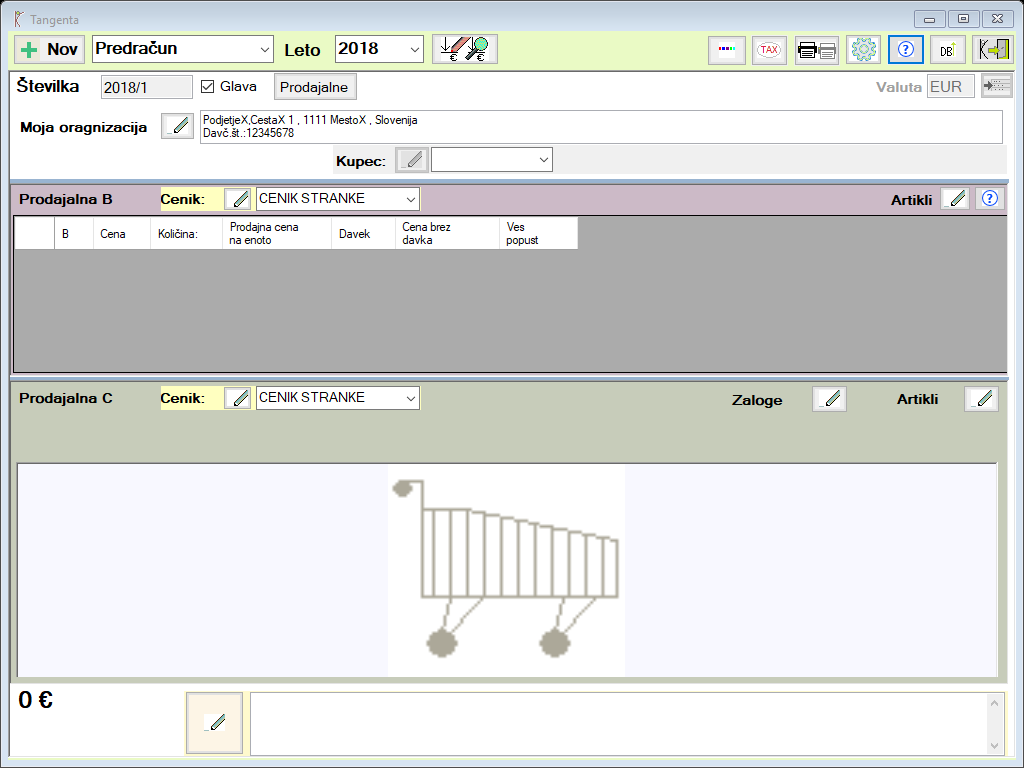 Tangenta
Nov Predračun Leto 2018 TAX DB
Številka 2018/1 Glava Prodajalne Valuta EUR
Moja oragnizacija
PodjetjeX,CestaX 1 , 1111 MestoX , Slovenija
Davč.št.:12345678
Kupec:
Prodajalna B Cenik: CENIK STRANKE Artikli
B Cena Količina: Prodajna cena na enoto Davek Cena brez davka Ves popust
Prodajalna C Cenik: CENIK STRANKE Zaloge Artikli
0 €